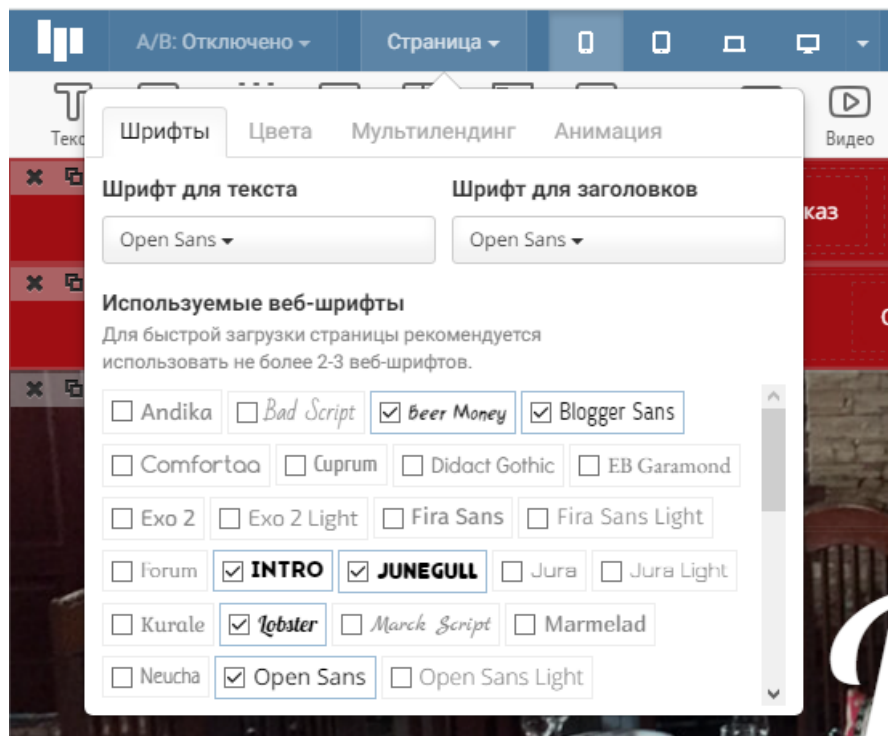 A/B: Отключено Страница
Видео
Шрифты Цвета Мультилендинг Анимация
Шрифт для текста Шрифт для заголовков
Open Sans Open Sans
Используемые веб-шрифты
Для быстрой загрузки страницы рекомендуется
использовать не более 2-3 веб-шрифтов.
Andika Bad Script Beer Money Blogger Sans
Comfortaa Cuprum Didact Gothic EB Garamond
Exo 2 Exo 2 Light Fira Sans Fira Sans Light
Forum INTRO JUNEGULL Jura Jura Light
Kurale Lobster Marck Script Marmelad
Neucha Open Sans Open Sans Light